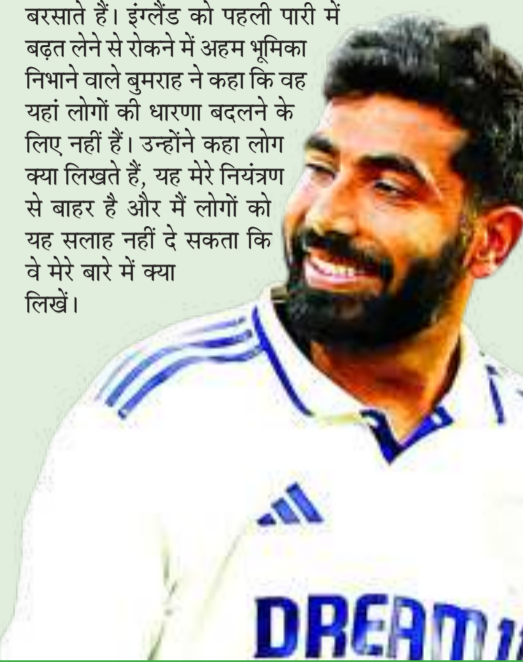 बरसाते हैं। इंग्लैंड को पहली पारी में
बढ़त लेने से रोकने में अहम भूमिका
निभाने वाले बुमराह ने कहा कि वह
यहां लोगों की धारणा बदलने के
लिए नहीं हैं। उन्होंने कहा लोग
क्या लिखते हैं, यह मेरे नियंत्रण
से बाहर है और मैं लोगों को
यह सलाह नहीं दे सकता कि
वे मेरे बारे में क्या
लिखें।
DREAM11